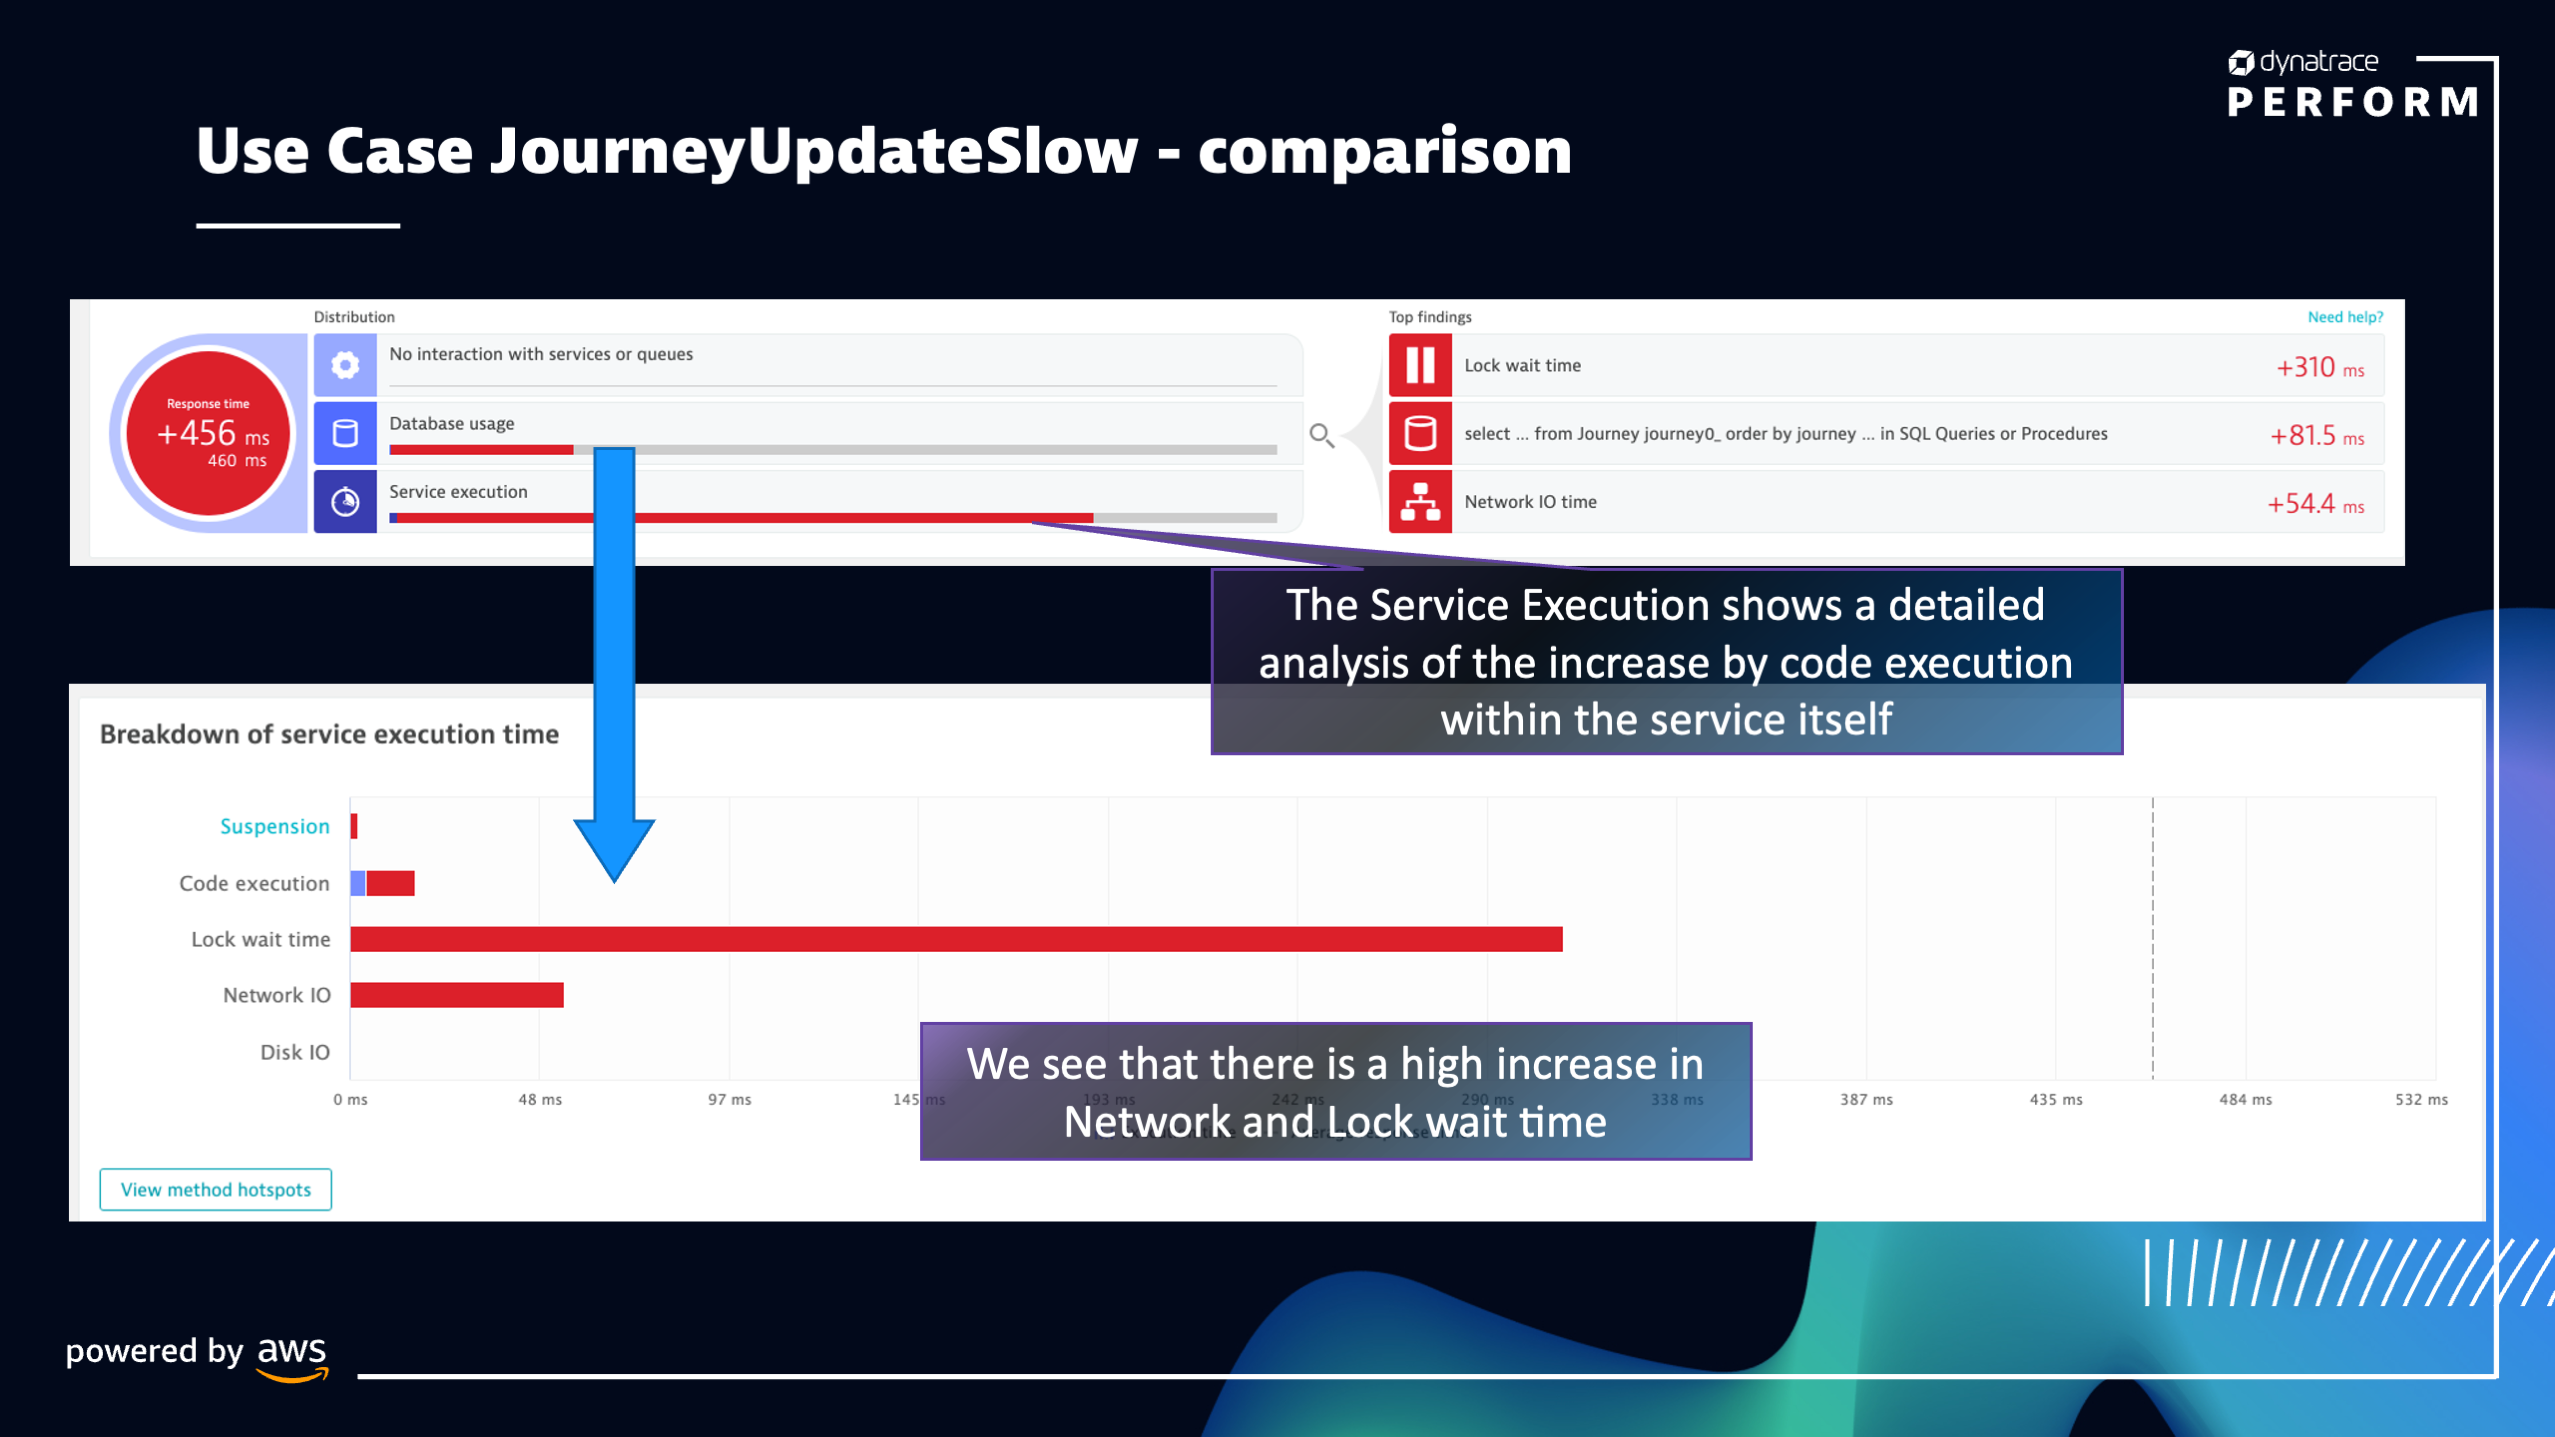 dynatrace
PERFORM
Use Case JourneyUpdateSlow - comparison
Distribution
Response time
+456 ms
460 ms
No interaction with services or queues
Database usage
Service execution
Top findings
Need help?
Lock wait time
+310 ms
select ... from Journey journey0_ order by journey ... in SQL Queries or Procedures
+81.5 ms
Network IO time
+54.4 ms
The Service Execution shows a detailed
analysis of the increase by code execution
within the service itself
Breakdown of service execution time
Suspension
Code execution
Lock wait time
Network IO
Disk IO
0 ms 48 ms 97 ms 145 ms 193 ms 242 ms 290 ms 338 ms 387 ms 435 ms 484 ms 532 ms
We see that there is a high increase in
Network and Lock wait time
View method hotspots
powered by aws